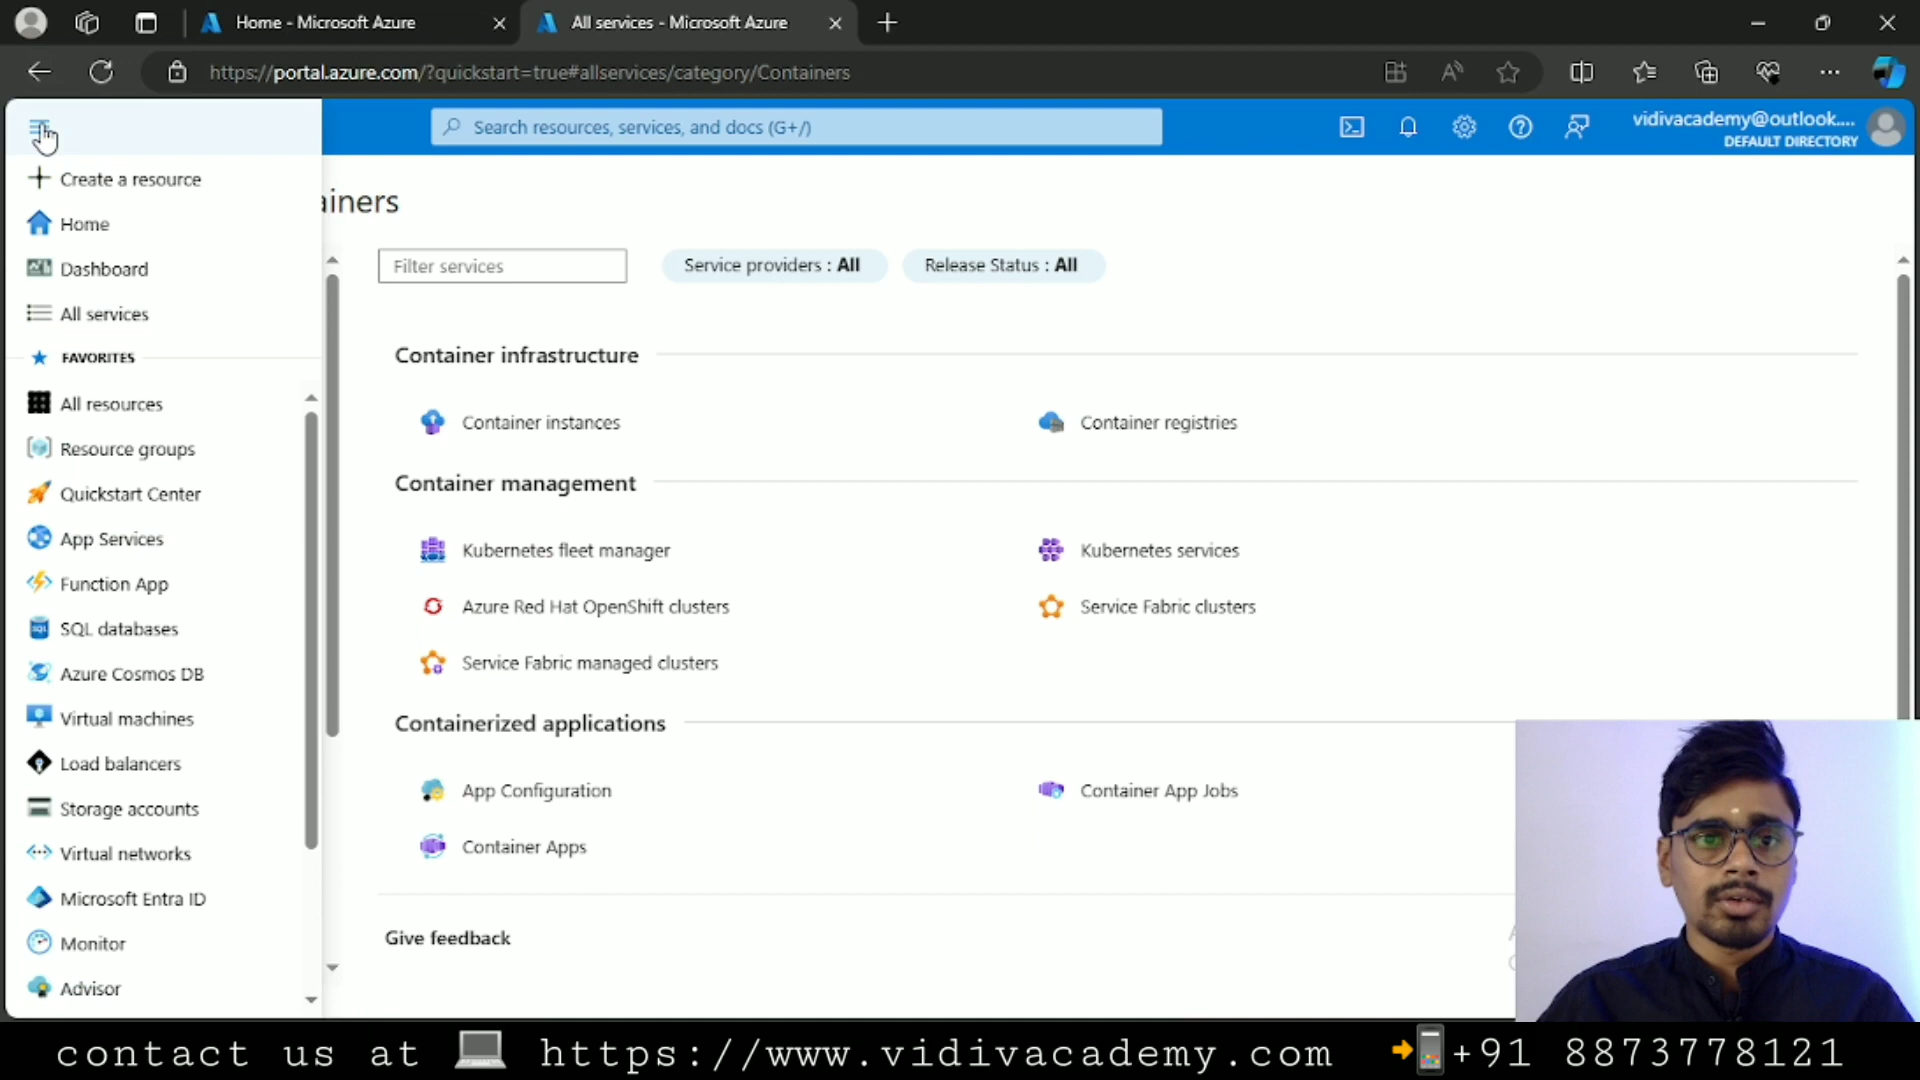 Home - Microsoft Azure
All services - Microsoft Azure
https://portal.azure.com/?quickstart=true#allservices/category/Containers
Search resources, services, and docs (G+/)
vidivacademy@outlook....
DEFAULT DIRECTORY
Create a resource
Home
Dashboard
All services
FAVORITES
All resources
Resource groups
Quickstart Center
App Services
Function App
SQL databases
Azure Cosmos DB
Virtual machines
Load balancers
Storage accounts
Virtual networks
Microsoft Entra ID
Monitor
Advisor
ainers
Filter services
Service providers : All
Release Status : All
Container infrastructure
Container instances
Container registries
Container management
Kubernetes fleet manager
Kubernetes services
Azure Red Hat OpenShift clusters
Service Fabric clusters
Service Fabric managed clusters
Containerized applications
App Configuration
Container App Jobs
Container Apps
Give feedback
contact us at https://www.vidivacademy.com +91 8873778121